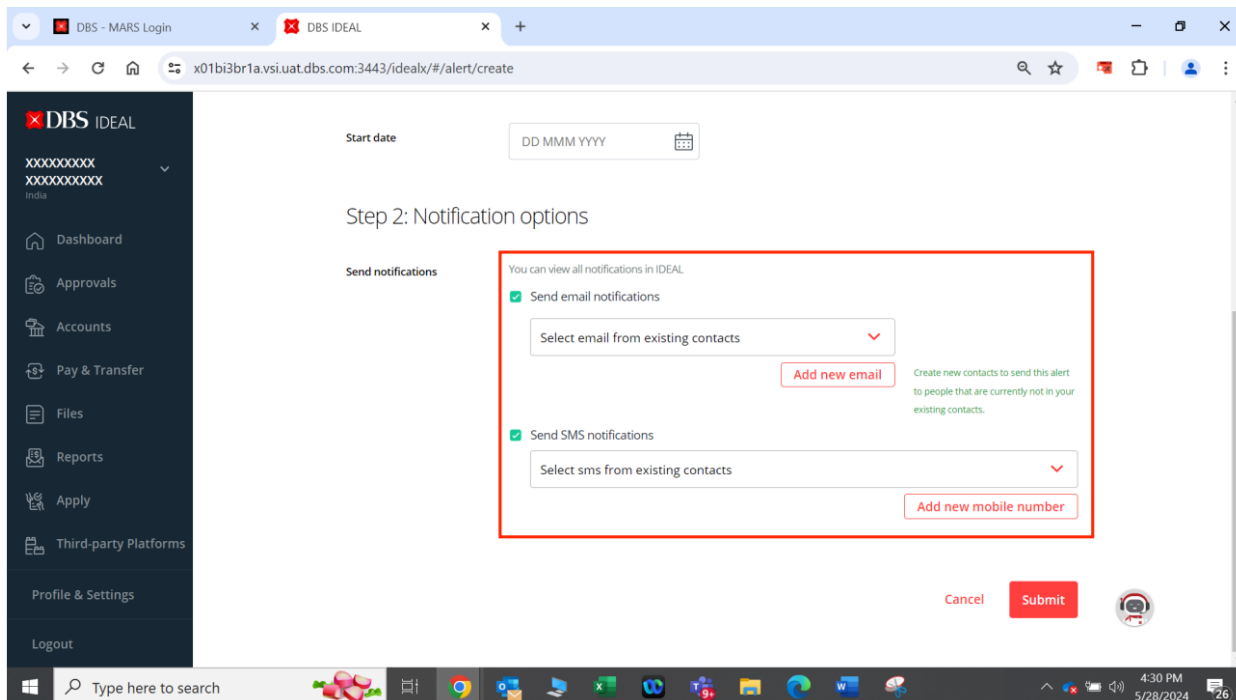 DBS - MARS Login
DBS IDEAL
x01bi3br1a.vsi.uat.dbs.com:3443/idealx/#/alert/create
DBS IDEAL
XXXXXXXXX
XXXXXXXXXX
India
Dashboard
Approvals
Accounts
Pay & Transfer
Files
Reports
Apply
Third-party Platforms
Profile & Settings
Logout
Start date
DD MMM YYYY
Step 2: Notification options
Send notifications
You can view all notifications in IDEAL
Send email notifications
Select email from existing contacts
Add new email
Create new contacts to send this alert
to people that are currently not in your
existing contacts.
Send SMS notifications
Select sms from existing contacts
Add new mobile number
Cancel
Submit
Type here to search
4:30 PM
5/28/2024
26